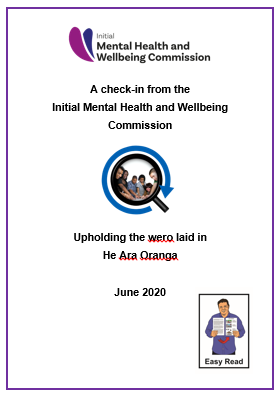 Initial
Mental Health and
Wellbeing Commission
A check-in from the
Initial Mental Health and Wellbeing
Commission
Upholding the wero laid in
He Ara Oranga
June 2020
Easy Read